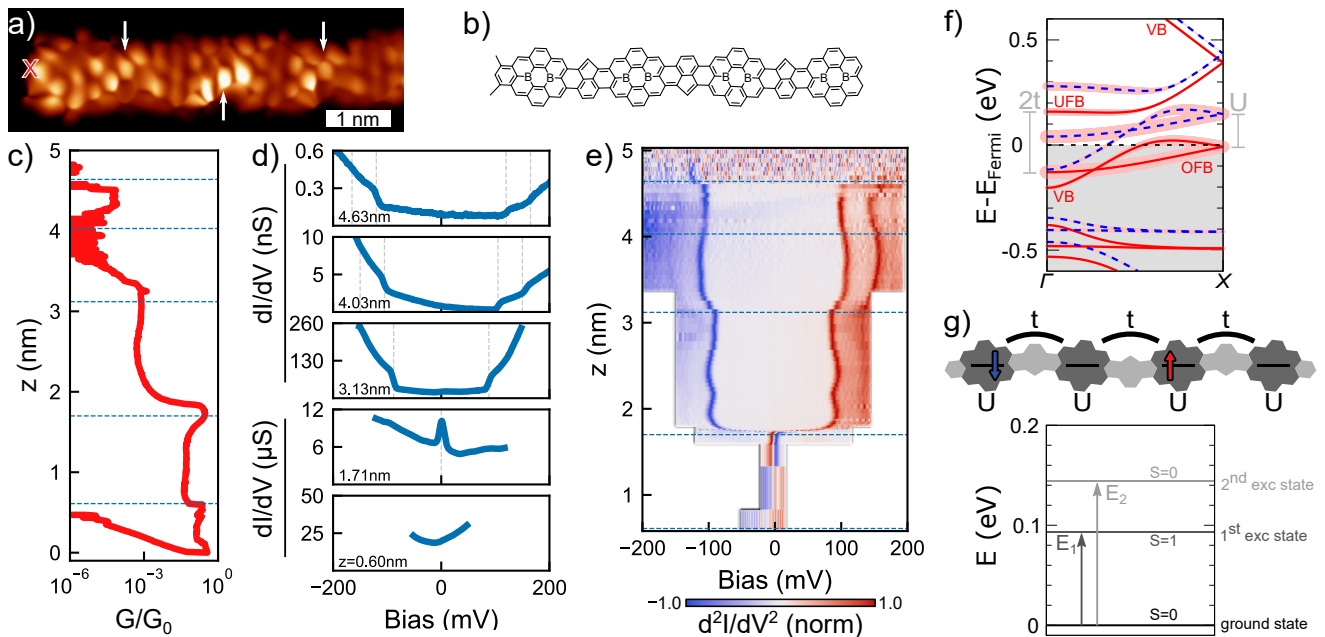 a)
X
1 nm
b)
B B B B B B B B
c)
5
4
3
2
1
0
z (nm)
10⁻⁶ 10⁻³ 10⁰
G/G₀
d)
0.6
0.3
4.63nm
10
5
4.03nm
260
130
3.13nm
dI/dV (nS)
12
6
1.71nm
50
25
z=0.60nm
dI/dV (µS)
−200 0 200
Bias (mV)
e)
5
4
3
2
1
z (nm)
-200 -100 0 100 200
Bias (mV)
−1.0 1.0
d²I/dV² (norm)
f)
VB
0.5
UFB
2t
U
0
OFB
VB
-0.5
E-E_Fermi (eV)
Γ X
g)
t t t
U U U U
0.2
0.1
0
E (eV)
S=0
2nd exc state
E₂
E₁
S=1
1st exc state
S=0
ground state